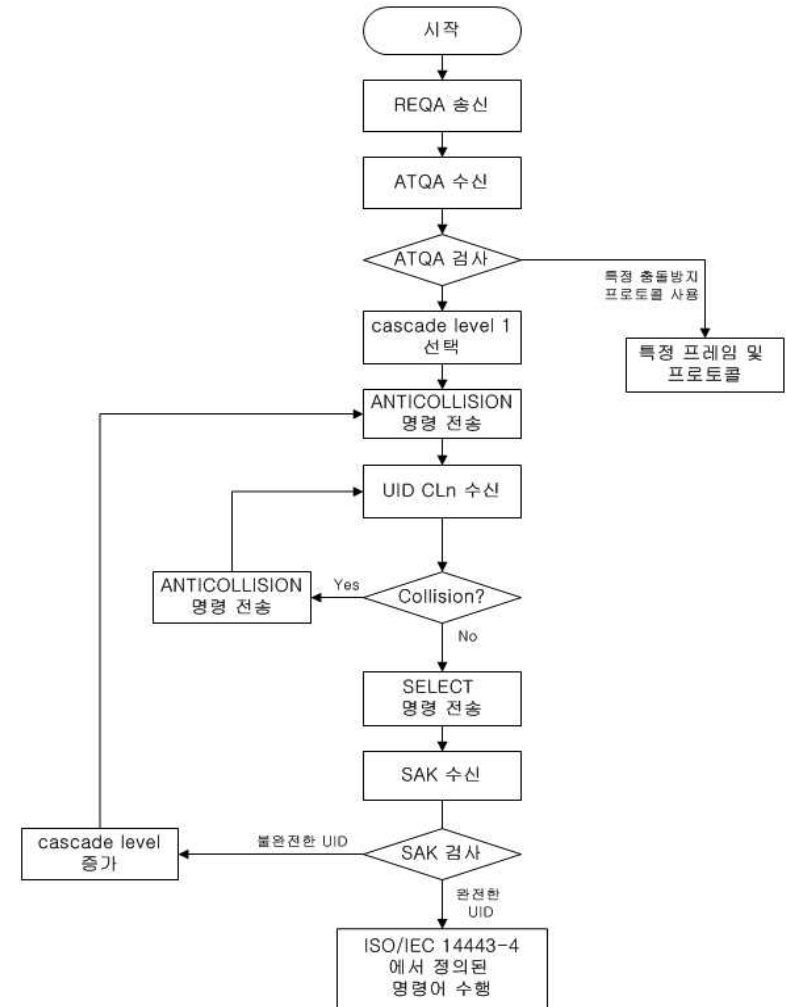 시작
REQA 송신
ATQA 수신
ATQA 검사
특정 충돌방지
프로토콜 사용
cascade level 1
선택
특정 프레임 및
프로토콜
ANTICOLLISION
명령 전송
UID CLn 수신
ANTICOLLISION
명령 전송
Yes
Collision?
No
SELECT
명령 전송
SAK 수신
cascade level
증가
불완전한 UID
SAK 검사
완전한
UID
ISO/IEC 14443-4
에서 정의된
명령어 수행